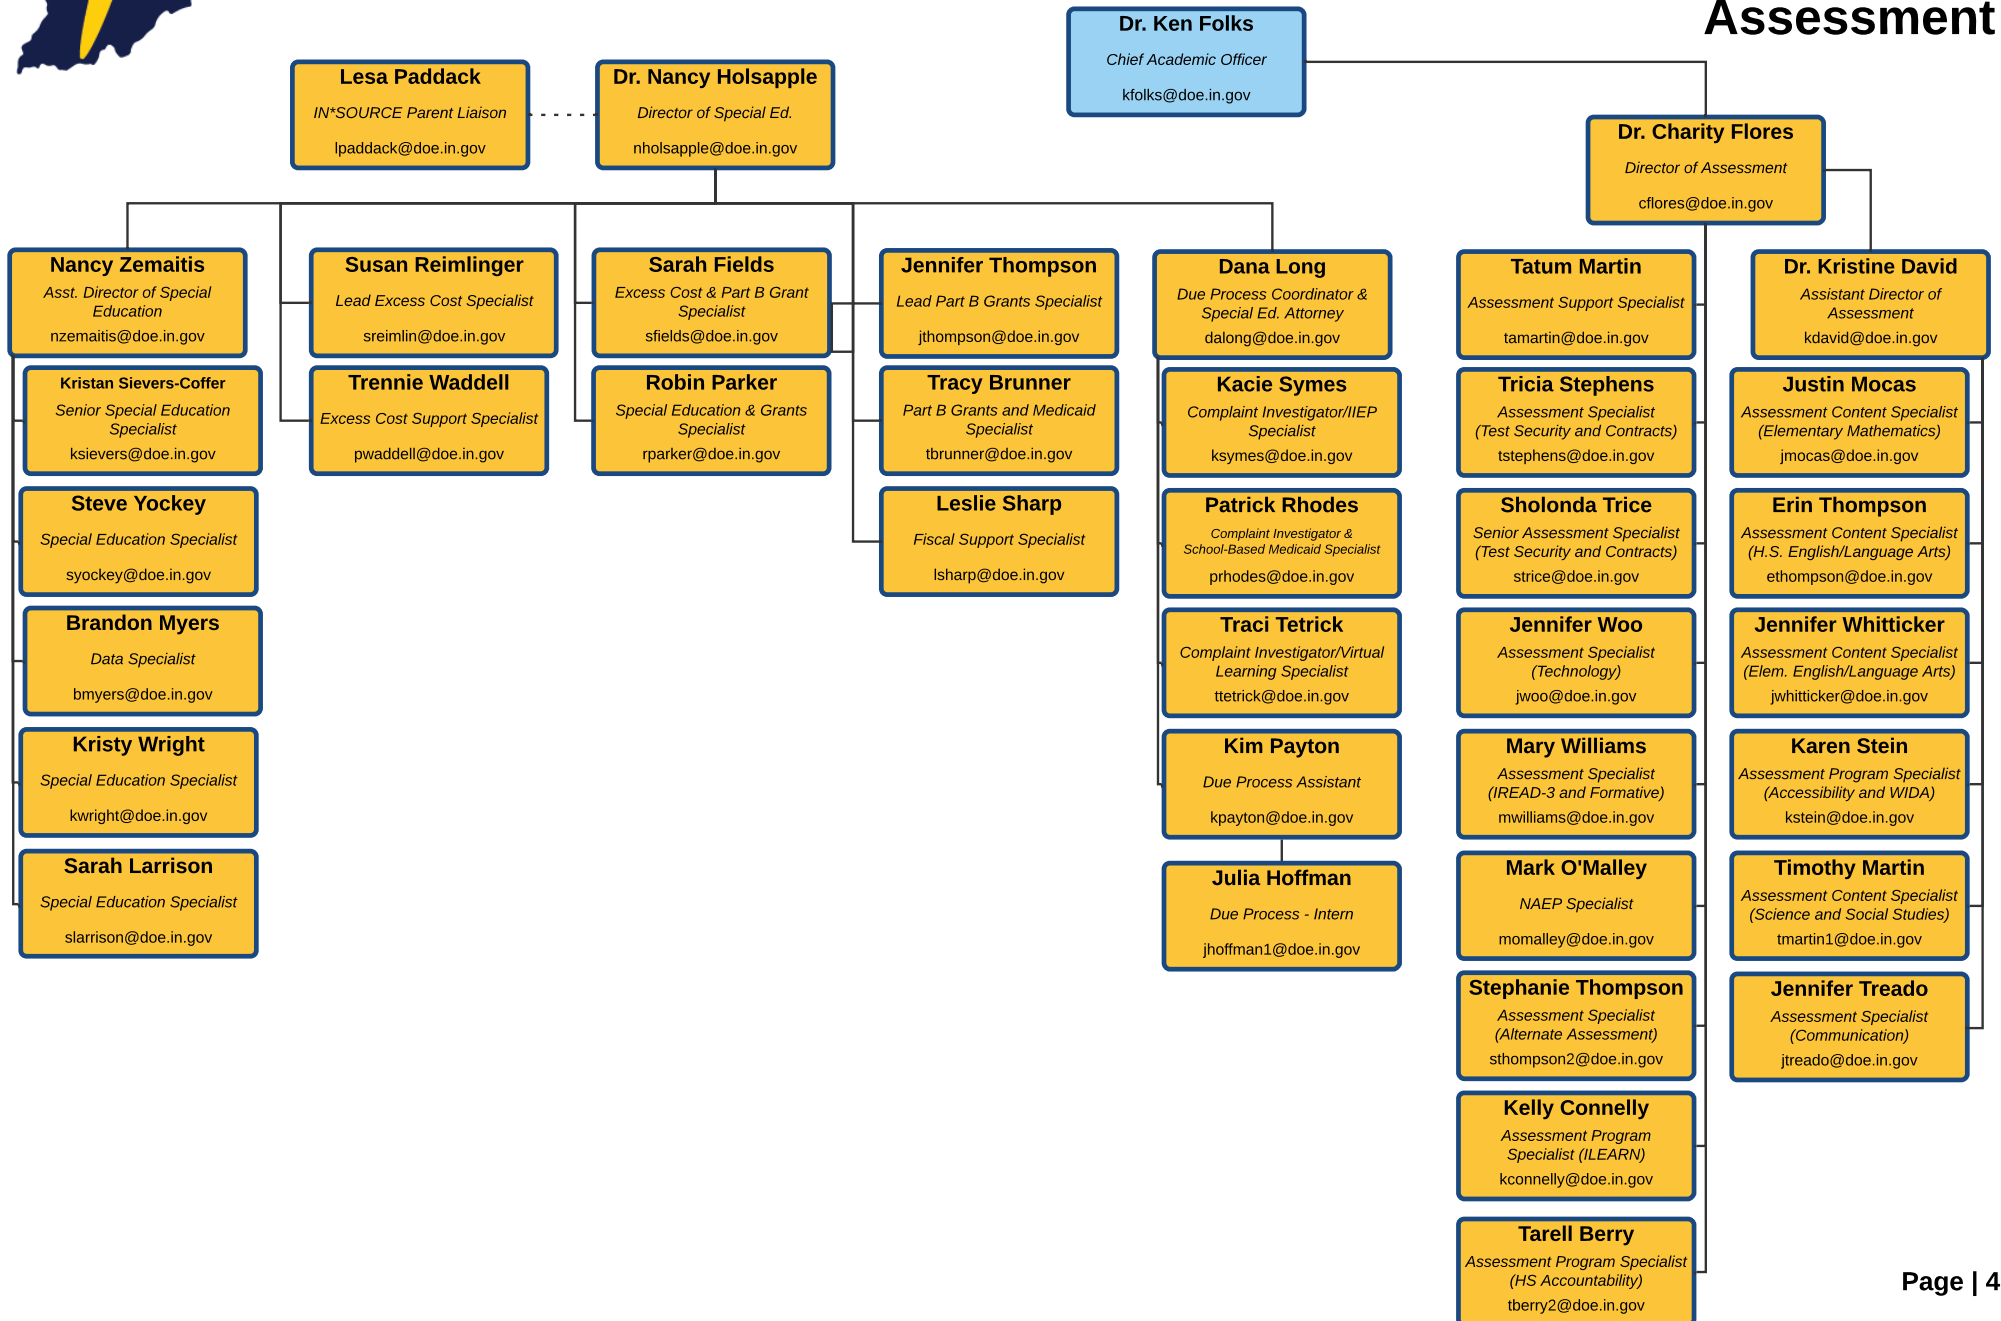 Assessment
Dr. Ken Folks
Chief Academic Officer
kfolks@doe.in.gov
Lesa Paddack
IN*SOURCE Parent Liaison
lpaddack@doe.in.gov
Dr. Nancy Holsapple
Director of Special Ed.
nholsapple@doe.in.gov
Dr. Charity Flores
Director of Assessment
cflores@doe.in.gov
Nancy Zemaitis
Asst. Director of Special
Education
nzemaitis@doe.in.gov
Kristan Sievers-Coffer
Senior Special Education
Specialist
ksievers@doe.in.gov
Steve Yockey
Special Education Specialist
syockey@doe.in.gov
Brandon Myers
Data Specialist
bmyers@doe.in.gov
Kristy Wright
Special Education Specialist
kwright@doe.in.gov
Sarah Larrison
Special Education Specialist
slarrison@doe.in.gov
Susan Reimlinger
Lead Excess Cost Specialist
sreimlin@doe.in.gov
Trennie Waddell
Excess Cost Support Specialist
pwaddell@doe.in.gov
Sarah Fields
Excess Cost & Part B Grant
Specialist
sfields@doe.in.gov
Robin Parker
Special Education & Grants
Specialist
rparker@doe.in.gov
Jennifer Thompson
Lead Part B Grants Specialist
jthompson@doe.in.gov
Tracy Brunner
Part B Grants and Medicaid
Specialist
tbrunner@doe.in.gov
Leslie Sharp
Fiscal Support Specialist
lsharp@doe.in.gov
Dana Long
Due Process Coordinator &
Special Ed. Attorney
dalong@doe.in.gov
Kacie Symes
Complaint Investigator/IIEP
Specialist
ksymes@doe.in.gov
Patrick Rhodes
Complaint Investigator &
School-Based Medicaid Specialist
prhodes@doe.in.gov
Traci Tetrick
Complaint Investigator/Virtual
Learning Specialist
ttetrick@doe.in.gov
Kim Payton
Due Process Assistant
kpayton@doe.in.gov
Julia Hoffman
Due Process - Intern
jhoffman1@doe.in.gov
Tatum Martin
Assessment Support Specialist
tamartin@doe.in.gov
Tricia Stephens
Assessment Specialist
(Test Security and Contracts)
tstephens@doe.in.gov
Sholonda Trice
Senior Assessment Specialist
(Test Security and Contracts)
strice@doe.in.gov
Jennifer Woo
Assessment Specialist
(Technology)
jwoo@doe.in.gov
Mary Williams
Assessment Specialist
(IREAD-3 and Formative)
mwilliams@doe.in.gov
Mark O'Malley
NAEP Specialist
momalley@doe.in.gov
Stephanie Thompson
Assessment Specialist
(Alternate Assessment)
sthompson2@doe.in.gov
Kelly Connelly
Assessment Program
Specialist (ILEARN)
kconnelly@doe.in.gov
Tarell Berry
Assessment Program Specialist
(HS Accountability)
tberry2@doe.in.gov
Dr. Kristine David
Assistant Director of
Assessment
kdavid@doe.in.gov
Justin Mocas
Assessment Content Specialist
(Elementary Mathematics)
jmocas@doe.in.gov
Erin Thompson
Assessment Content Specialist
(H.S. English/Language Arts)
ethompson@doe.in.gov
Jennifer Whitticker
Assessment Content Specialist
(Elem. English/Language Arts)
jwhitticker@doe.in.gov
Karen Stein
Assessment Program Specialist
(Accessibility and WIDA)
kstein@doe.in.gov
Timothy Martin
Assessment Content Specialist
(Science and Social Studies)
tmartin1@doe.in.gov
Jennifer Treado
Assessment Specialist
(Communication)
jtreado@doe.in.gov
Page | 4